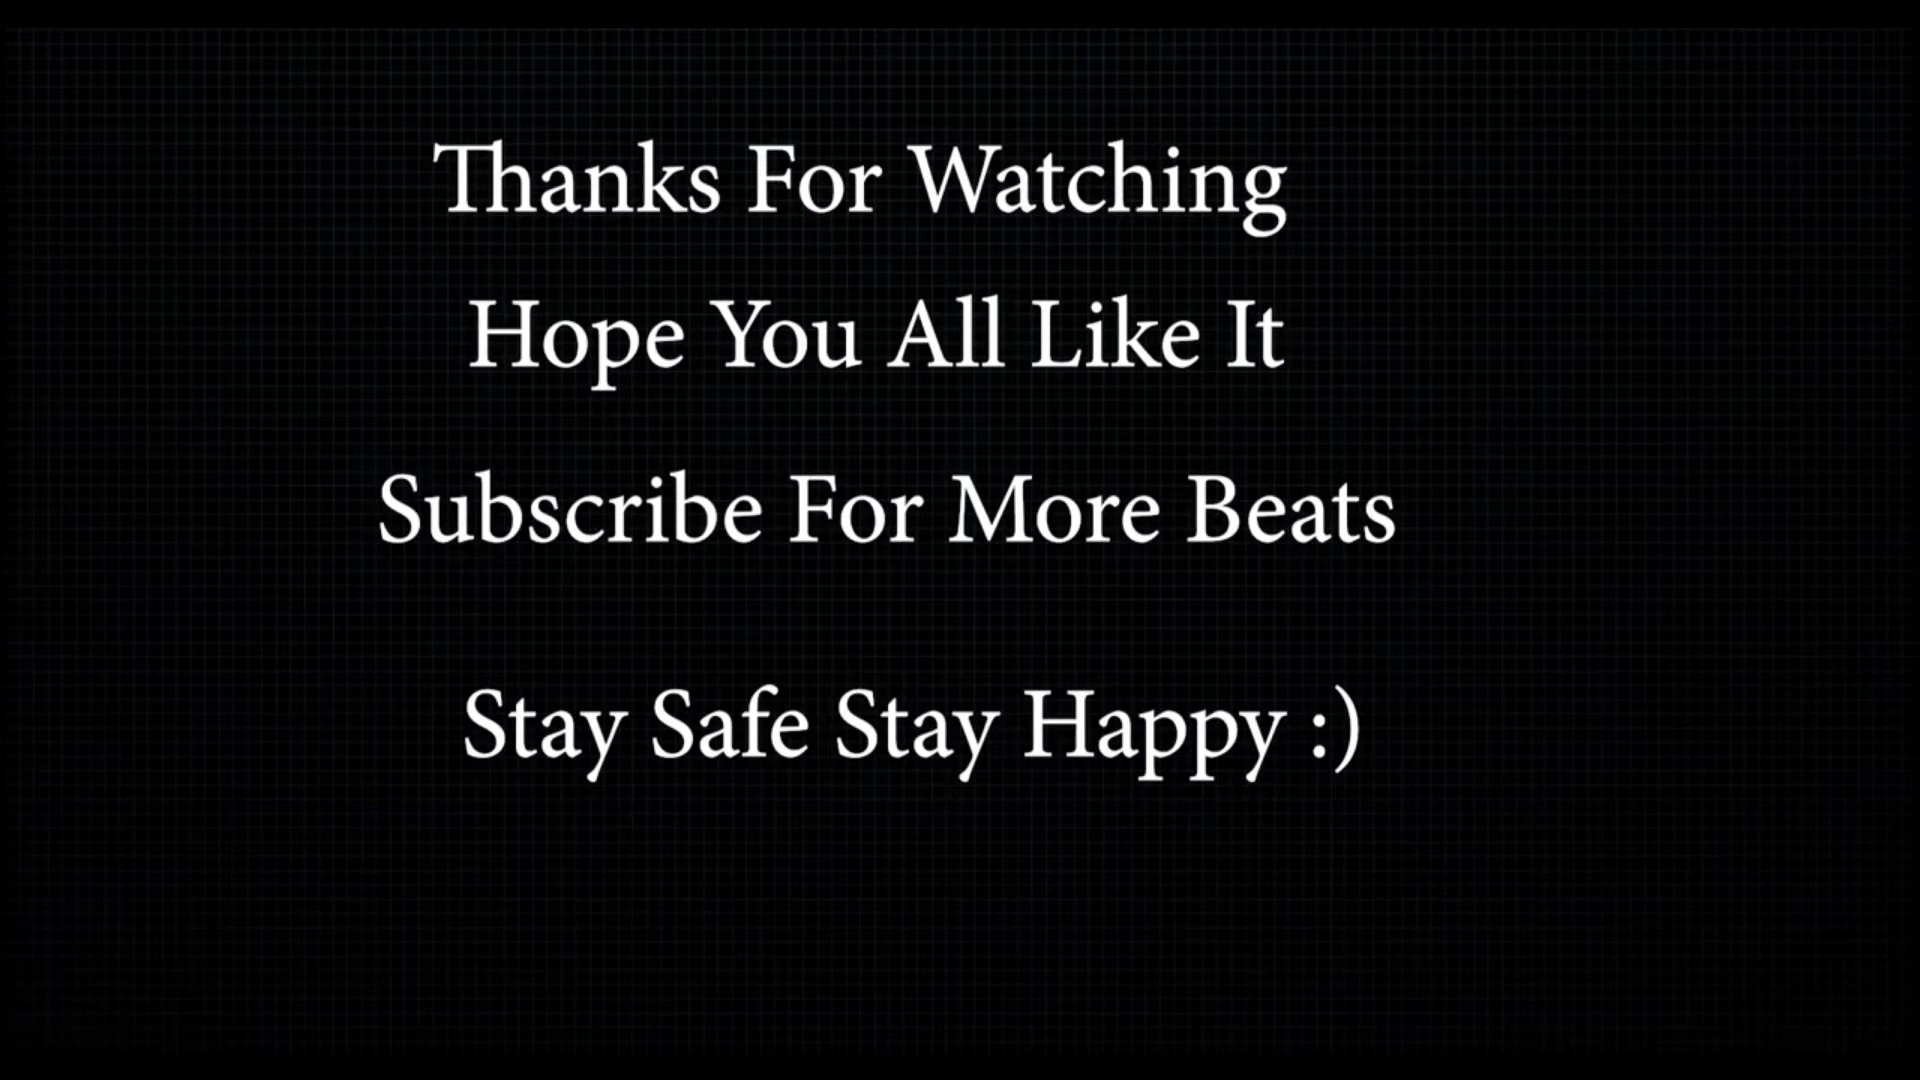 Thanks For Watching
Hope You All Like It
Subscribe For More Beats
Stay Safe Stay Happy :)